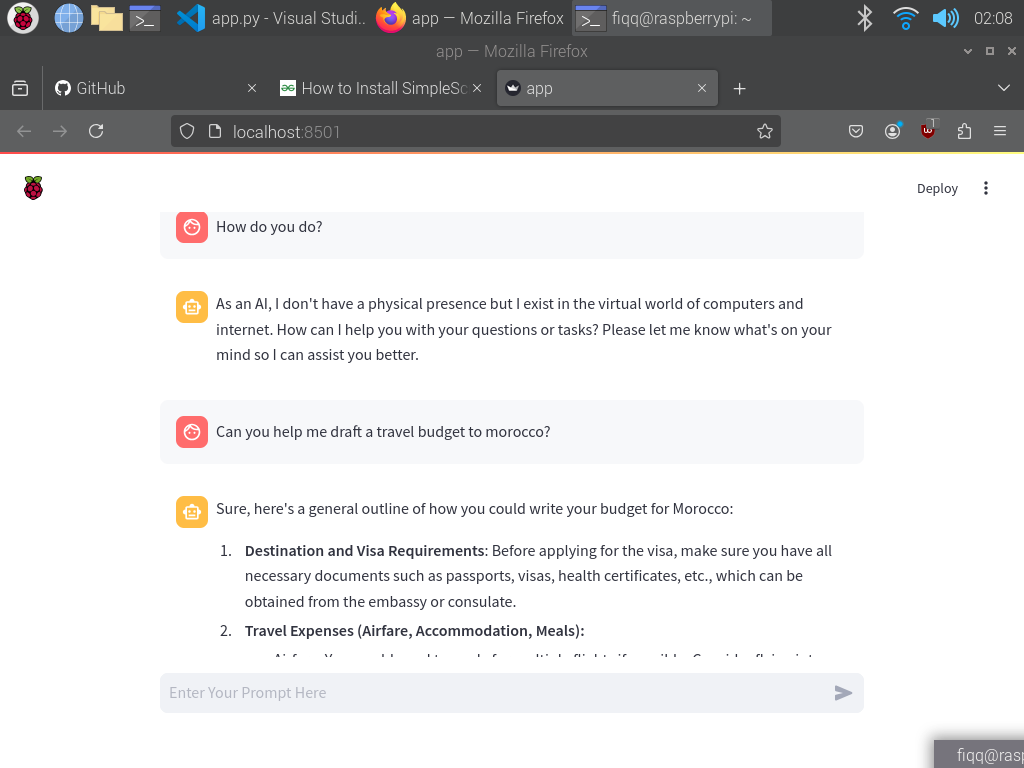 app.py - Visual Studi..
app — Mozilla Firefox
fiqq@raspberrypi: ~
02:08
app — Mozilla Firefox
GitHub
How to Install SimpleSc
app
localhost:8501
1
Deploy
How do you do?
As an AI, I don't have a physical presence but I exist in the virtual world of computers and
internet. How can I help you with your questions or tasks? Please let me know what's on your
mind so I can assist you better.
Can you help me draft a travel budget to morocco?
Sure, here's a general outline of how you could write your budget for Morocco:
1. Destination and Visa Requirements: Before applying for the visa, make sure you have all
necessary documents such as passports, visas, health certificates, etc., which can be
obtained from the embassy or consulate.
2. Travel Expenses (Airfare, Accommodation, Meals):
Enter Your Prompt Here
fiqq@rasp